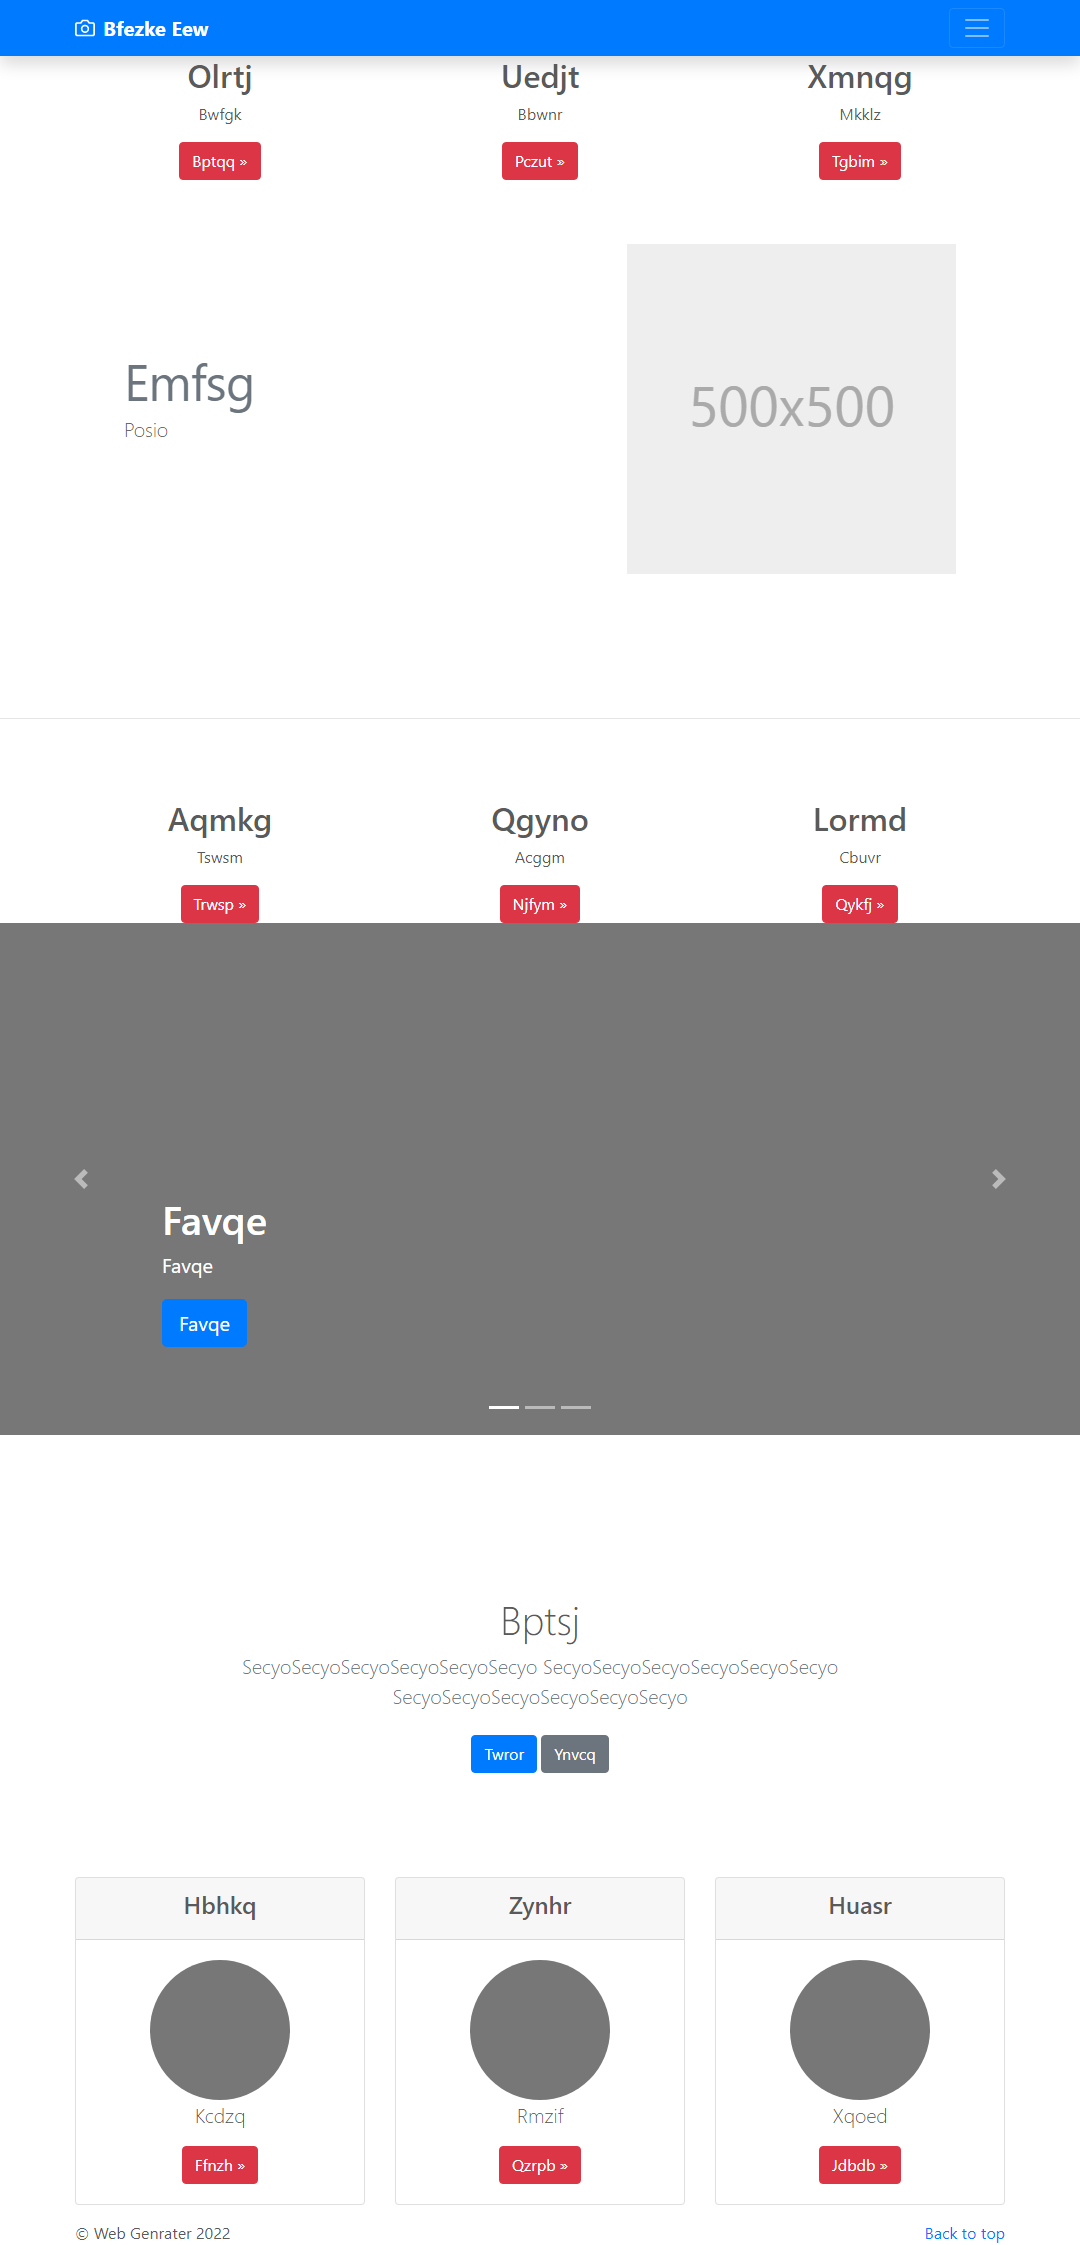 Bfezke Eew
Olrtj
Bwfgk
Bptqq »
Uedjt
Bbwnr
Pczut »
Xmnqg
Mkklz
Tgbim »
Emfsg
Posio
500x500
Aqmkg
Tswsm
Trwsp »
Qgyno
Acggm
Njfym »
Lormd
Cbuvr
Qykfj »
Favqe
Favqe
Favqe
Bptsj
SecyoSecyoSecyoSecyoSecyoSecyo SecyoSecyoSecyoSecyoSecyoSecyo
SecyoSecyoSecyoSecyoSecyoSecyo
Twror Ynvcq
Hbhkq
Kcdzq
Ffnzh »
Zynhr
Rmzif
Qzrpb »
Huasr
Xqoed
Jdbdb »
© Web Genrater 2022
Back to top